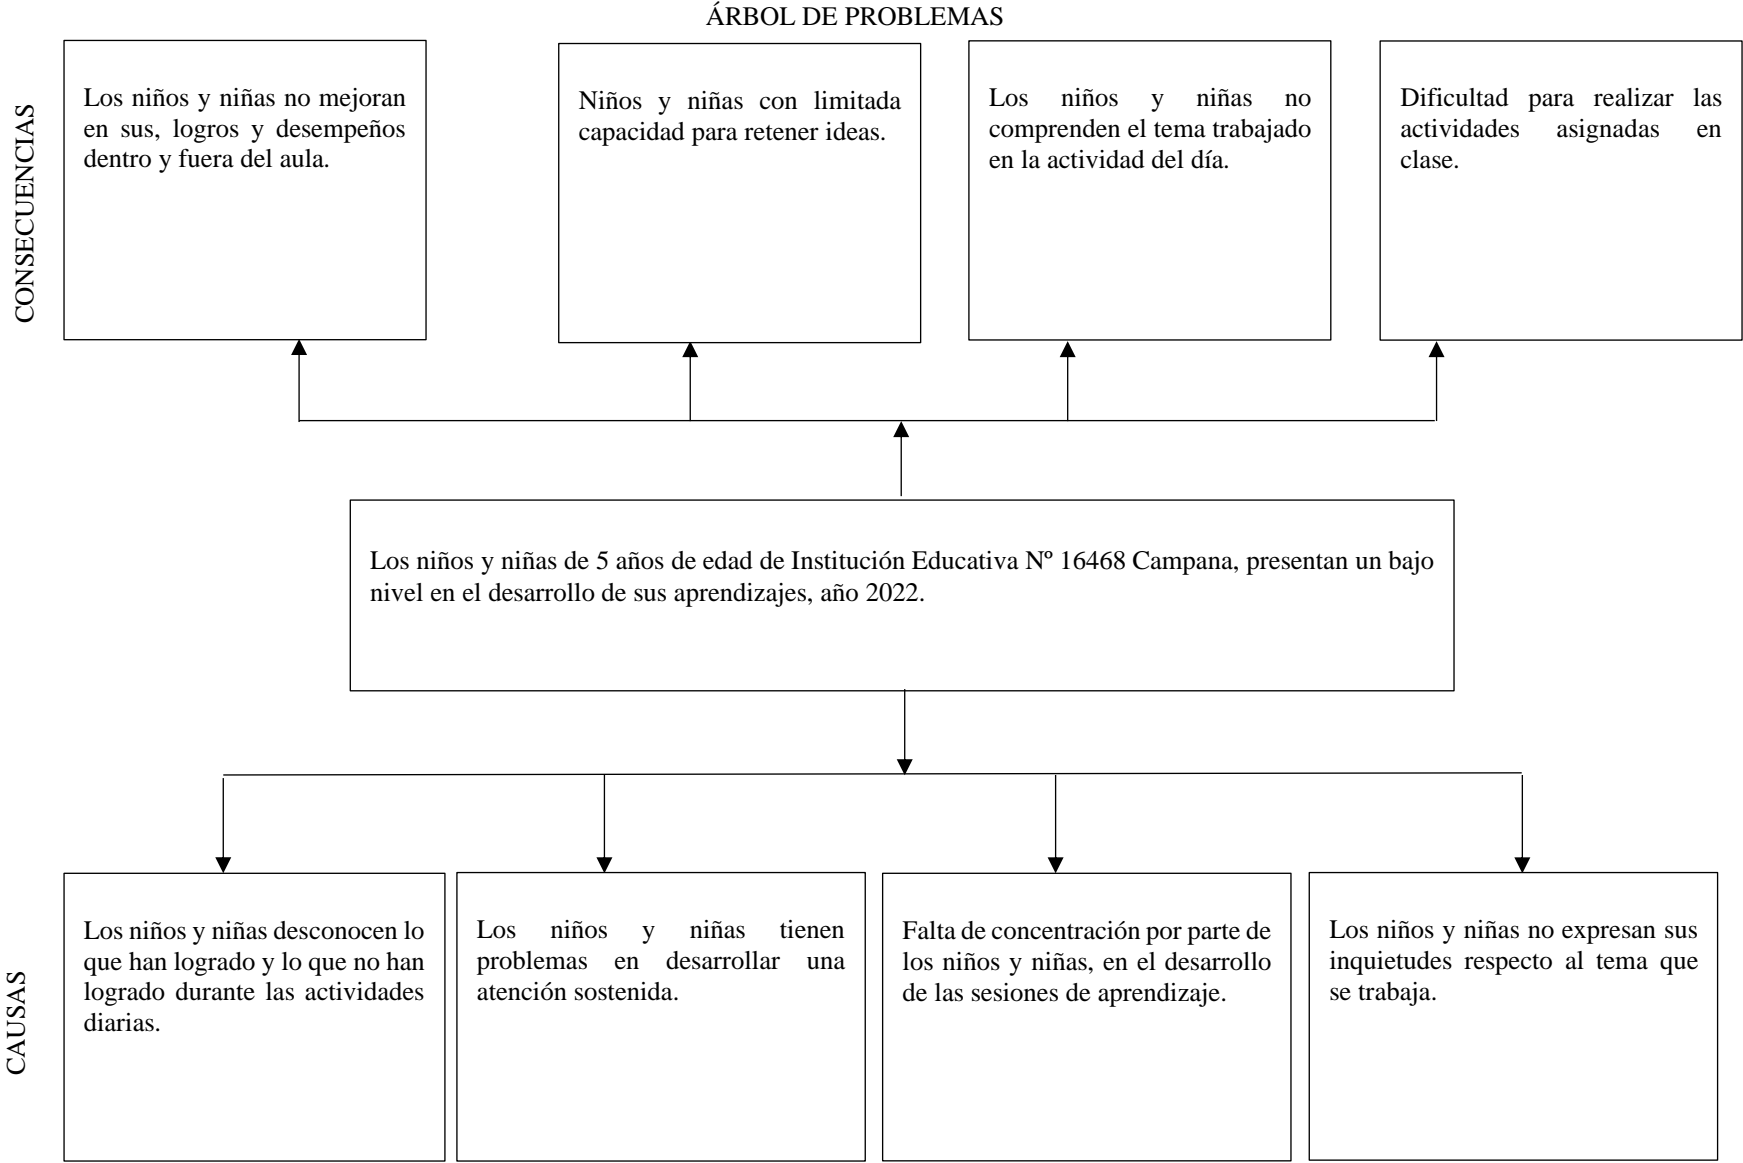 ÁRBOL DE PROBLEMAS
CONSECUENCIAS
Los niños y niñas no mejoran
en sus, logros y desempeños
dentro y fuera del aula.
Niños y niñas con limitada
capacidad para retener ideas.
Los niños y niñas no
comprenden el tema trabajado
en la actividad del día.
Dificultad para realizar las
actividades asignadas en
clase.
Los niños y niñas de 5 años de edad de Institución Educativa Nº 16468 Campana, presentan un bajo
nivel en el desarrollo de sus aprendizajes, año 2022.
CAUSAS
Los niños y niñas desconocen lo
que han logrado y lo que no han
logrado durante las actividades
diarias.
Los niños y niñas tienen
problemas en desarrollar una
atención sostenida.
Falta de concentración por parte de
los niños y niñas, en el desarrollo
de las sesiones de aprendizaje.
Los niños y niñas no expresan sus
inquietudes respecto al tema que
se trabaja.